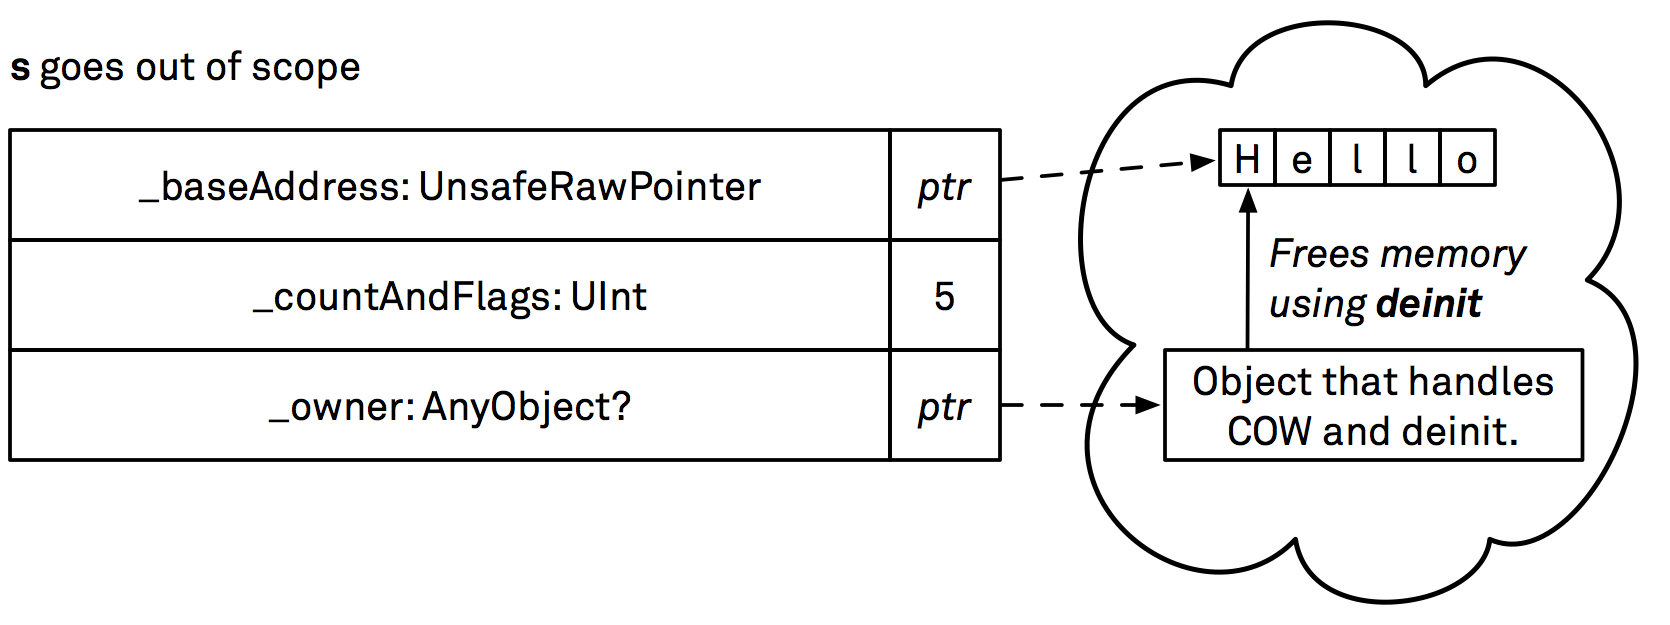 s goes out of scope
_baseAddress: UnsafeRawPointer ptr
H e l l o
_countAndFlags: UInt 5
Frees memory
using deinit
_owner: AnyObject? ptr
Object that handles
COW and deinit.